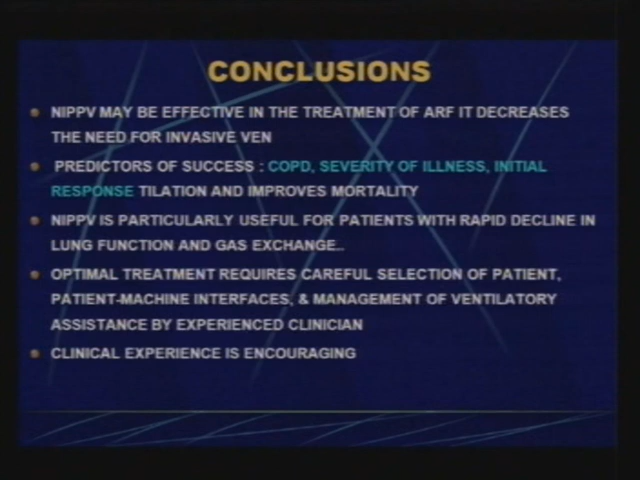 CONCLUSIONS
NIPPV MAY BE EFFECTIVE IN THE TREATMENT OF ARF IT DECREASES
THE NEED FOR INVASIVE VEN
PREDICTORS OF SUCCESS : COPD, SEVERITY OF ILLNESS, INITIAL
RESPONSE TILATION AND IMPROVES MORTALITY
NIPPV IS PARTICULARLY USEFUL FOR PATIENTS WITH RAPID DECLINE IN
LUNG FUNCTION AND GAS EXCHANGE..
OPTIMAL TREATMENT REQUIRES CAREFUL SELECTION OF PATIENT,
PATIENT-MACHINE INTERFACES, & MANAGEMENT OF VENTILATORY
ASSISTANCE BY EXPERIENCED CLINICIAN
CLINICAL EXPERIENCE IS ENCOURAGING